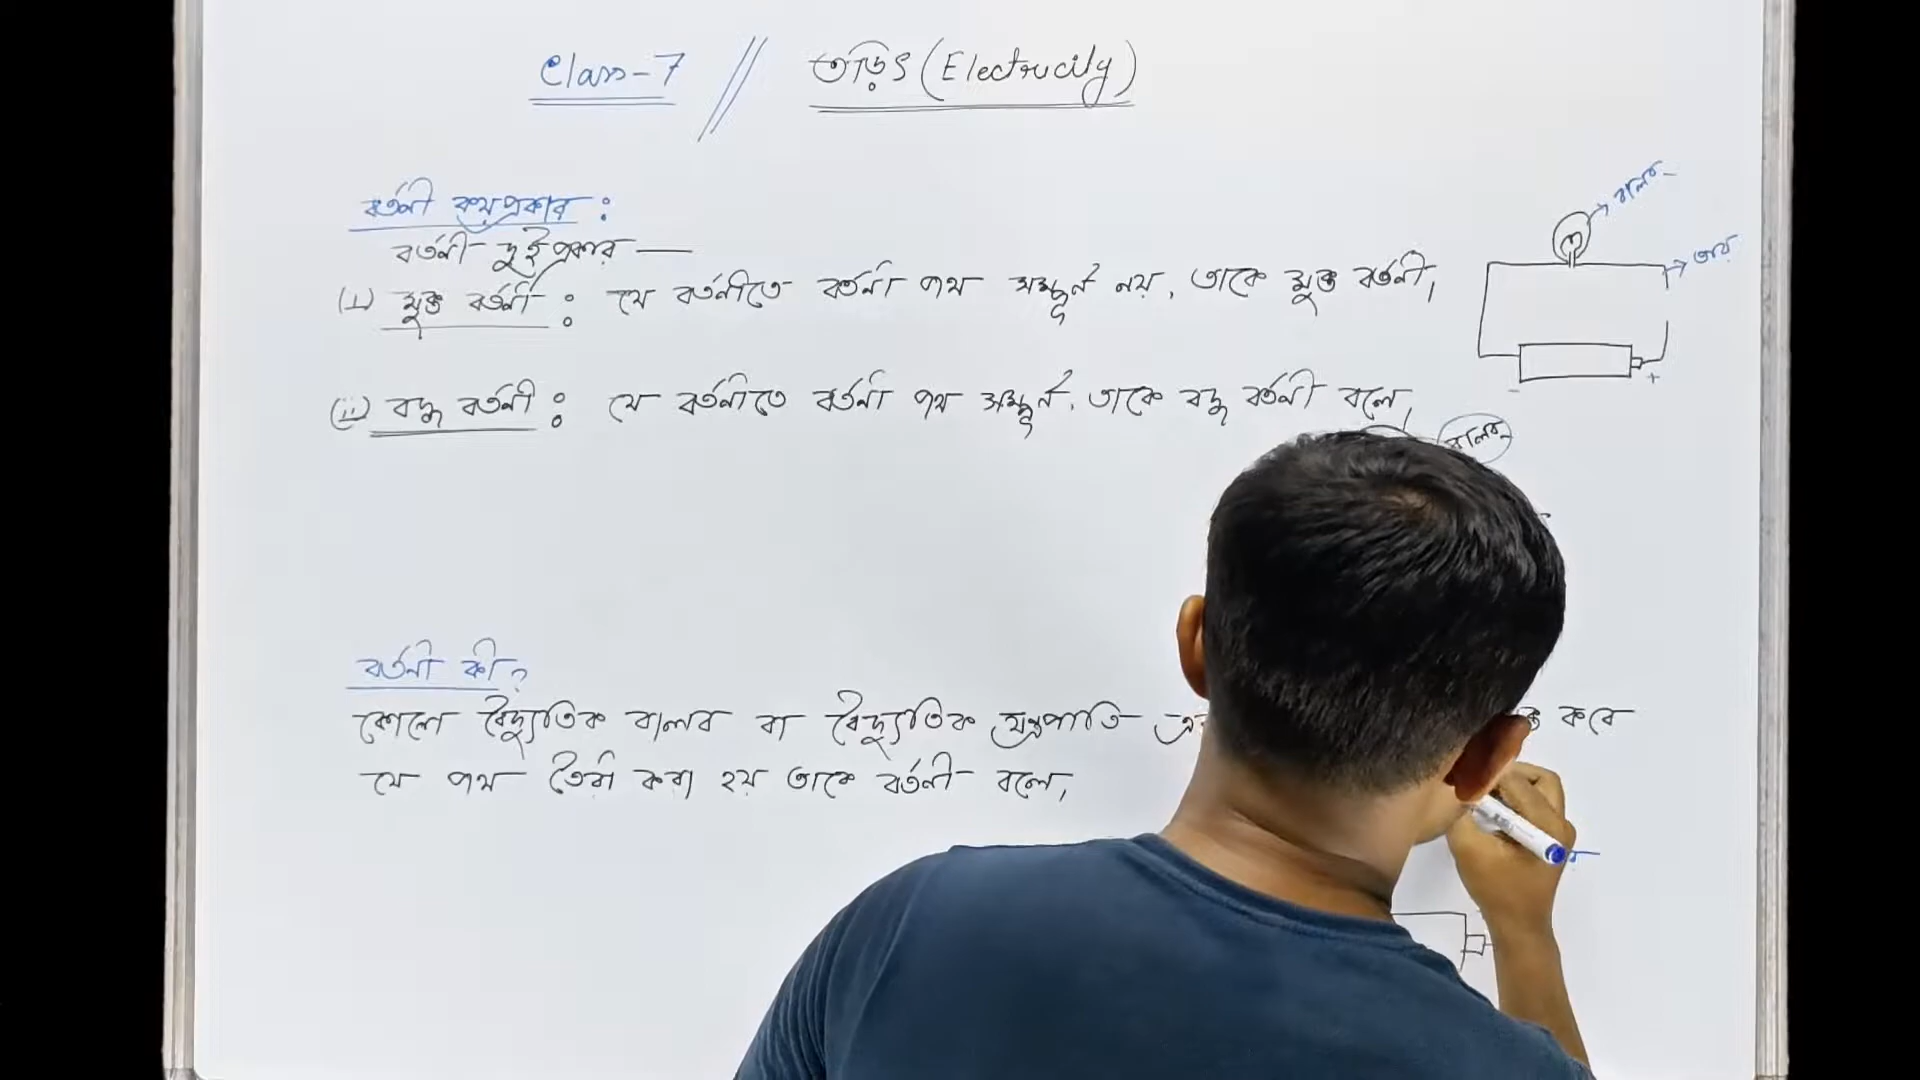 Class-7 // তড়িৎ (Electricity)
বর্তনী কয়প্রকার :
বর্তনী দুইপ্রকার —
(i) মুক্ত বর্তনী : যে বর্তনীতে বর্তনী পথ সম্পূর্ণ নয়, তাকে মুক্ত বর্তনী,
(ii) বদ্ধ বর্তনী : যে বর্তনীতে বর্তনী পথ সম্পূর্ণ, তাকে বদ্ধ বর্তনী বলে,
বর্তনী কী?
কোনো বৈদ্যুতিক বালব বা বৈদ্যুতিক যন্ত্রপাতি করে
যে পথ তৈরী করা হয় তাকে বর্তনী বলে,
বালব
তার
- +
বালব